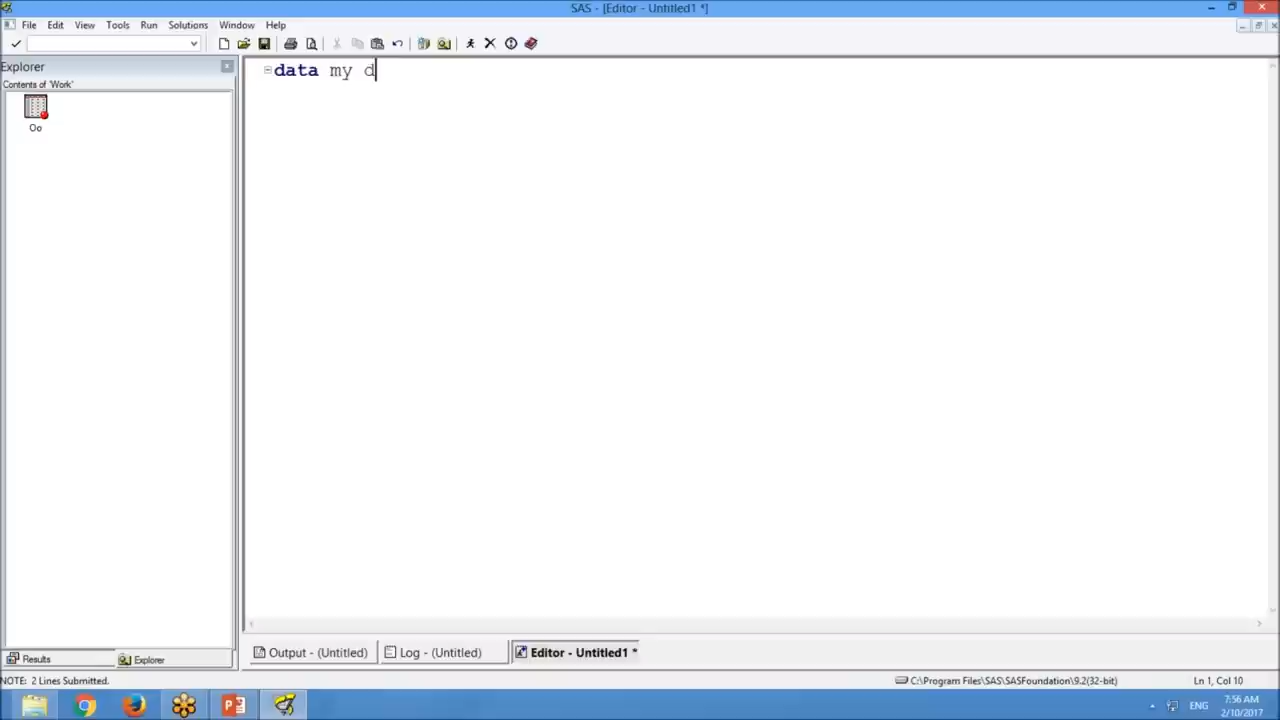 SAS - [Editor - Untitled1 *]
File Edit View Tools Run Solutions Window Help
Explorer
Contents of 'Work'
Oo
data my d
Results
Explorer
Output - (Untitled)
Log - (Untitled)
Editor - Untitled1 *
NOTE: 2 Lines Submitted.
C:\Program Files\SAS\SASFoundation\9.2(32-bit)
Ln 1, Col 10
ENG
7:56 AM
2/10/2017